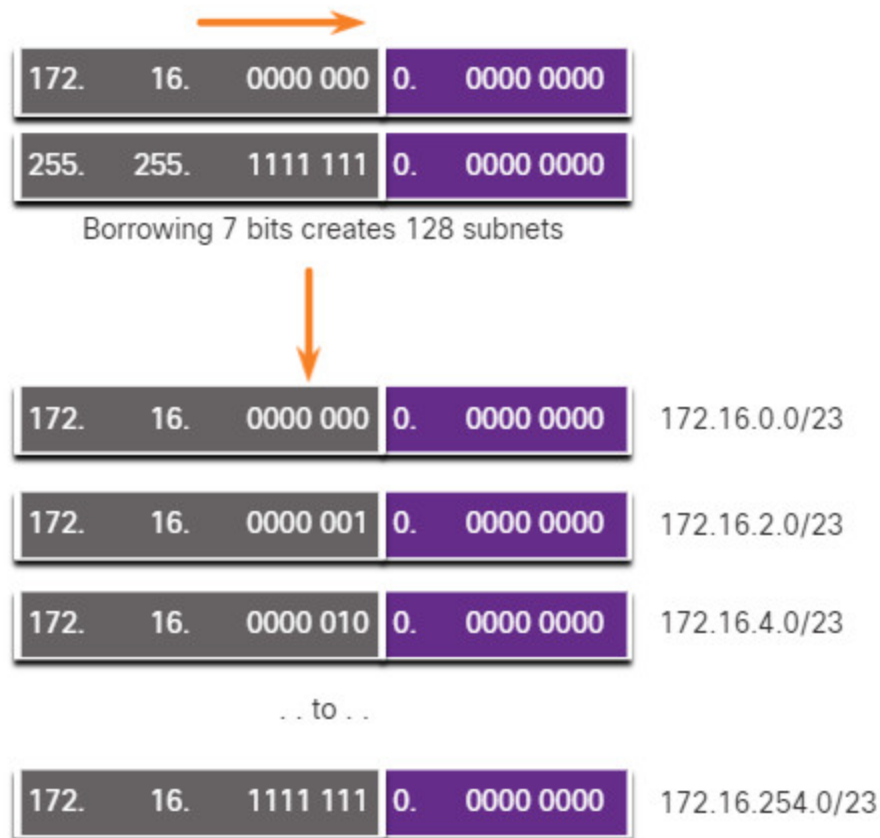 172. 16. 0000 000 0. 0000 0000
255. 255. 1111 111 0. 0000 0000
Borrowing 7 bits creates 128 subnets
172. 16. 0000 000 0. 0000 0000 172.16.0.0/23
172. 16. 0000 001 0. 0000 0000 172.16.2.0/23
172. 16. 0000 010 0. 0000 0000 172.16.4.0/23
. . to . .
172. 16. 1111 111 0. 0000 0000 172.16.254.0/23